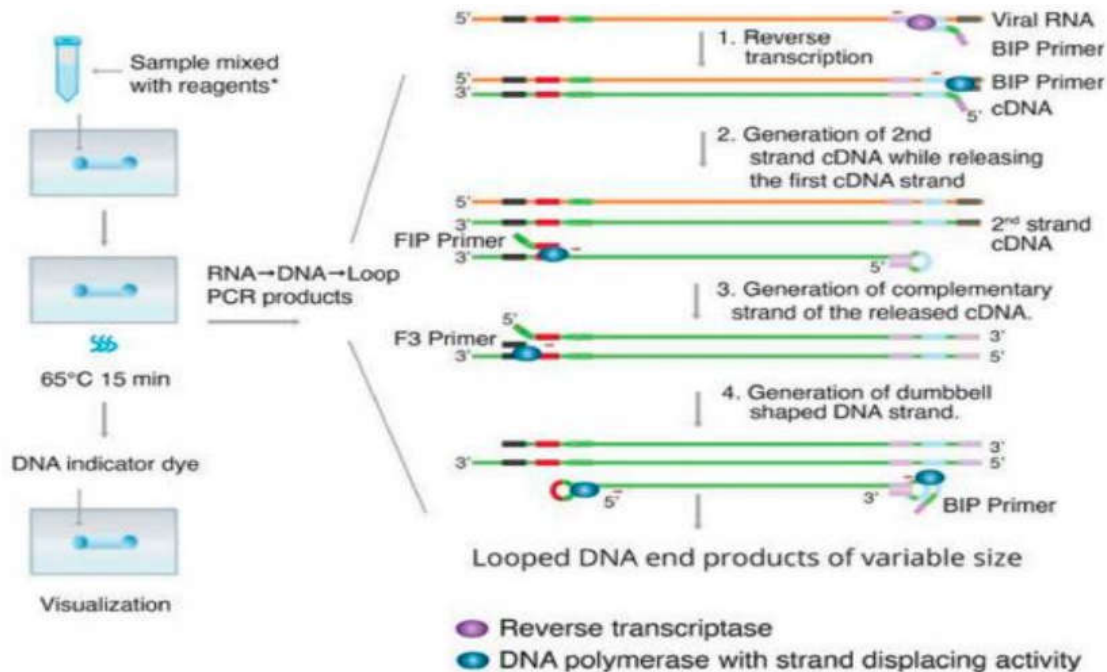 Sample mixed
with reagents*
RNA→DNA→Loop
PCR products
65°C 15 min
DNA indicator dye
Visualization
5'
Viral RNA
BIP Primer
1. Reverse
transcription
5'
3'
BIP Primer
cDNA
5'
2. Generation of 2nd
strand cDNA while releasing
the first cDNA strand
5'
3'
2nd strand
cDNA
FIP Primer
3'
5'
3. Generation of complementary
strand of the released cDNA.
5'
F3 Primer
3'
3'
5'
4. Generation of dumbbell
shaped DNA strand.
3'
3'
5'
5'
3'
BIP Primer
Looped DNA end products of variable size
Reverse transcriptase
DNA polymerase with strand displacing activity